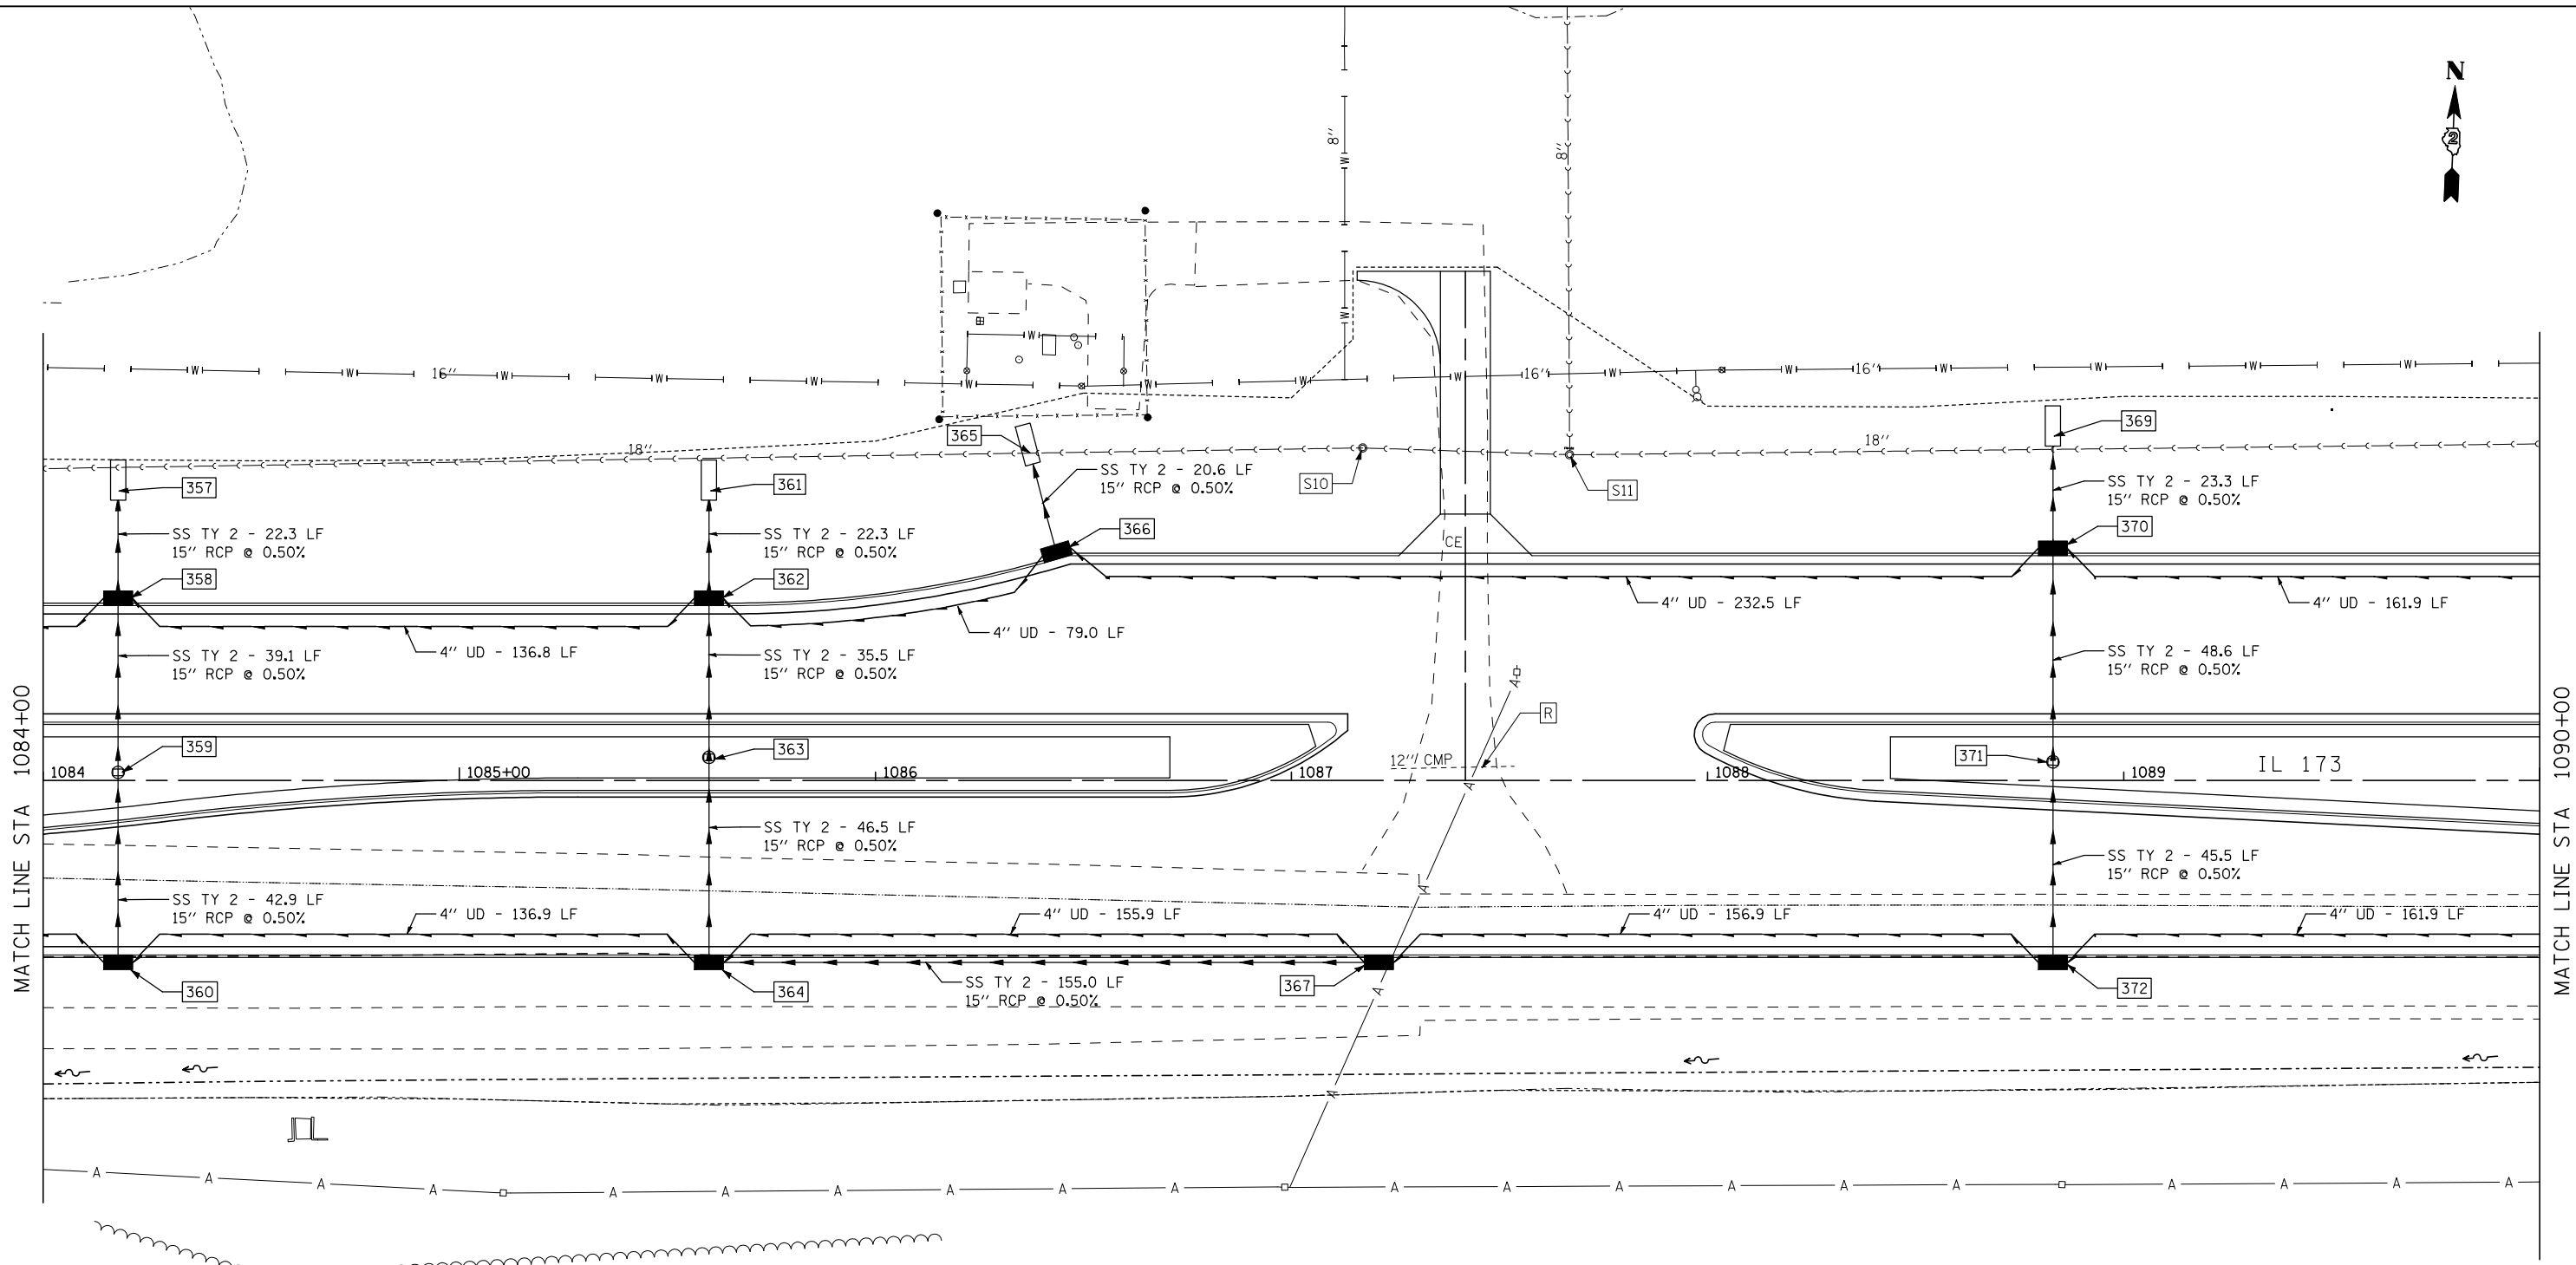 N
2
8''
8''
16''
16''
16''
W W W W W W W W W W W W W W W W W W W W
18''
18''
365
369
357
361
S10
S11
SS TY 2 - 20.6 LF
15'' RCP @ 0.50%
SS TY 2 - 23.3 LF
15'' RCP @ 0.50%
366
370
SS TY 2 - 22.3 LF
15'' RCP @ 0.50%
SS TY 2 - 22.3 LF
15'' RCP @ 0.50%
CE
358
362
4'' UD - 232.5 LF
4'' UD - 161.9 LF
4'' UD - 79.0 LF
4'' UD - 136.8 LF
SS TY 2 - 39.1 LF
15'' RCP @ 0.50%
SS TY 2 - 35.5 LF
15'' RCP @ 0.50%
SS TY 2 - 48.6 LF
15'' RCP @ 0.50%
R
359
363
371
12'' CMP
1084
1085+00
1086
1087
1088
1089
IL 173
MATCH LINE STA 1084+00
MATCH LINE STA 1090+00
SS TY 2 - 46.5 LF
15'' RCP @ 0.50%
SS TY 2 - 45.5 LF
15'' RCP @ 0.50%
SS TY 2 - 42.9 LF
15'' RCP @ 0.50%
4'' UD - 136.9 LF
4'' UD - 155.9 LF
4'' UD - 156.9 LF
4'' UD - 161.9 LF
360
364
SS TY 2 - 155.0 LF
15'' RCP @ 0.50%
367
372
A A A A A
A A A A A A A A A A A A A A A A A A A A